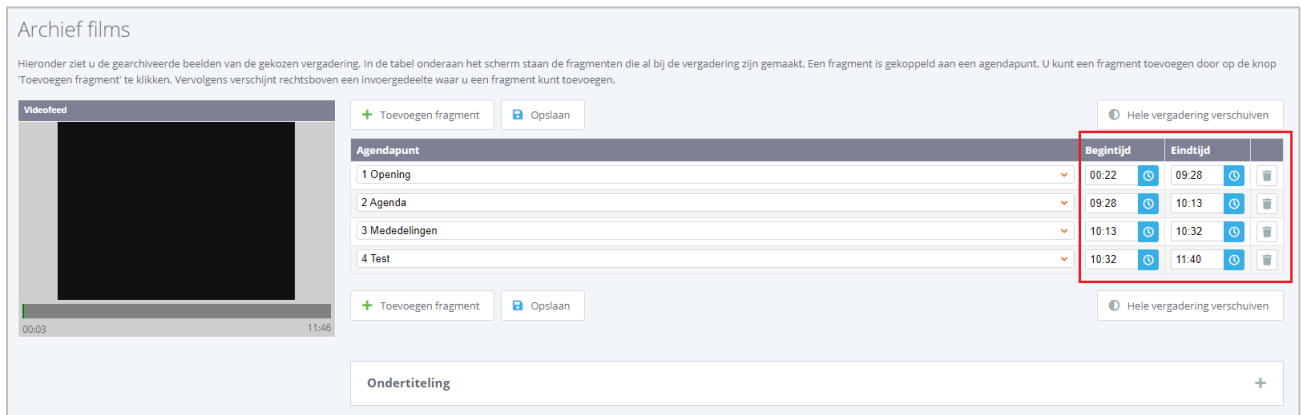 Archief films
Hieronder ziet u de gearchiveerde beelden van de gekozen vergadering. In de tabel onderaan het scherm staan de fragmenten die al bij de vergadering zijn gemaakt. Een fragment is gekoppeld aan een agendapunt. U kunt een fragment toevoegen door op de knop
'Toevoegen fragment' te klikken. Vervolgens verschijnt rechtsboven een invoergedeelte waar u een fragment kunt toevoegen.
Videofeed
00:03 11:46
Toevoegen fragment Opslaan Hele vergadering verschuiven
Agendapunt Begintijd Eindtijd
1 Opening 00:22 09:28
2 Agenda 09:28 10:13
3 Mededelingen 10:13 10:32
4 Test 10:32 11:40
Toevoegen fragment Opslaan Hele vergadering verschuiven
Ondertiteling